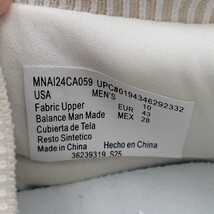 MNAI24CA059 UPC#0194346292332
USA MEN'S 10
Fabric Upper EUR 43
Balance Man Made MEX 28
Cubierta de Tela
Resto Sintetico
Made in China Hecho en China
36239319 S25